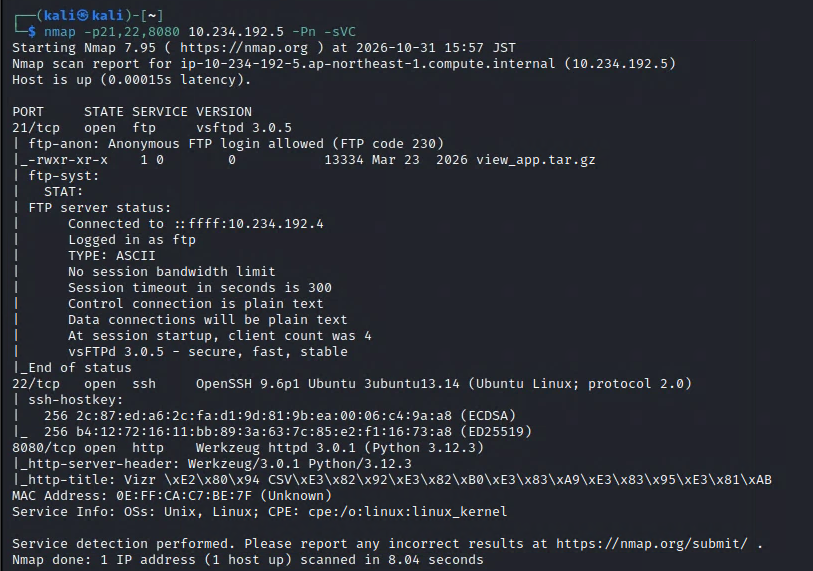 ┌──(kali㉿kali)-[~]
└─$ nmap -p21,22,8080 10.234.192.5 -Pn -sVC
Starting Nmap 7.95 ( https://nmap.org ) at 2026-10-31 15:57 JST
Nmap scan report for ip-10-234-192-5.ap-northeast-1.compute.internal (10.234.192.5)
Host is up (0.00015s latency).

PORT     STATE SERVICE VERSION
21/tcp   open  ftp     vsftpd 3.0.5
| ftp-anon: Anonymous FTP login allowed (FTP code 230)
|_-rwxr-xr-x    1 0        0           13334 Mar 23  2026 view_app.tar.gz
| ftp-syst:
|   STAT:
| FTP server status:
|      Connected to ::ffff:10.234.192.4
|      Logged in as ftp
|      TYPE: ASCII
|      No session bandwidth limit
|      Session timeout in seconds is 300
|      Control connection is plain text
|      Data connections will be plain text
|      At session startup, client count was 4
|      vsFTPd 3.0.5 - secure, fast, stable
|_End of status
22/tcp   open  ssh     OpenSSH 9.6p1 Ubuntu 3ubuntu13.14 (Ubuntu Linux; protocol 2.0)
| ssh-hostkey:
|   256 2c:87:ed:a6:2c:fa:d1:9d:81:9b:ea:00:06:c4:9a:a8 (ECDSA)
|_  256 b4:12:72:16:11:bb:89:3a:63:7c:85:e2:f1:16:73:a8 (ED25519)
8080/tcp open  http    Werkzeug httpd 3.0.1 (Python 3.12.3)
|_http-server-header: Werkzeug/3.0.1 Python/3.12.3
|_http-title: Vizr \xE2\x80\x94 CSV\xE3\x82\x92\xE3\x82\xB0\xE3\x83\xA9\xE3\x83\x95\xE3\x81\xAB
MAC Address: 0E:FF:CA:C7:BE:7F (Unknown)
Service Info: OSs: Unix, Linux; CPE: cpe:/o:linux:linux_kernel

Service detection performed. Please report any incorrect results at https://nmap.org/submit/ .
Nmap done: 1 IP address (1 host up) scanned in 8.04 seconds